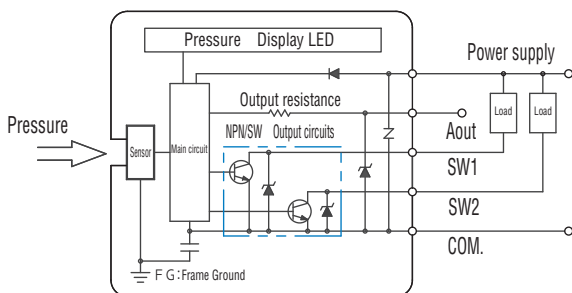 Pressure Display LED
Power supply
Output resistance
Load
Load
Pressure
Aout
NPN/SW Output circuits
Sensor
Main circuit
SW1
SW2
COM.
FG:Frame Ground